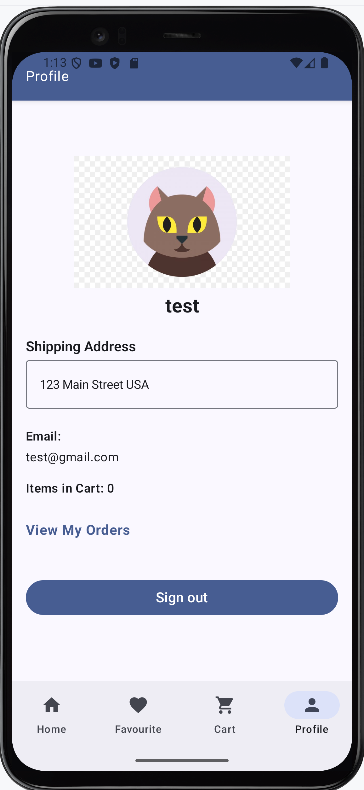 1:13
Profile
test
Shipping Address
123 Main Street USA
Email:
test@gmail.com
Items in Cart: 0
View My Orders
Sign out
Home Favourite Cart Profile